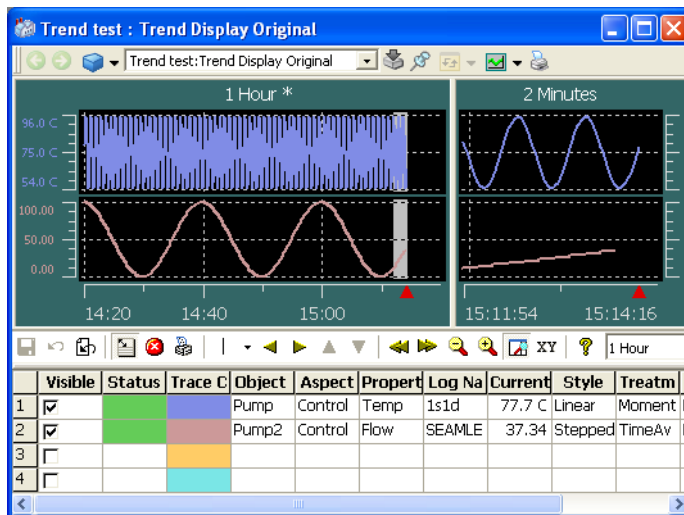 Trend test : Trend Display Original
Trend test:Trend Display Original
1 Hour *
2 Minutes
96.0 C
75.0 C
54.0 C
100.00
50.00
0.00
14:20 14:40 15:00
15:11:54 15:14:16
XY ? 1 Hour
Visible Status Trace C Object Aspect Propert Log Na Current Style Treatm
1 Pump Control Temp 1s1d 77.7 C Linear Moment
2 Pump2 Control Flow SEAMLE 37.34 Stepped TimeAv
3
4